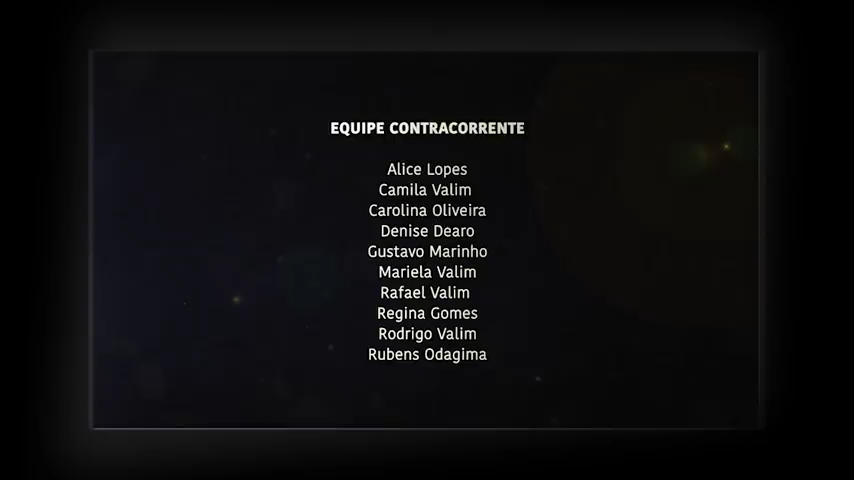 EQUIPE CONTRACORRENTE
Alice Lopes
Camila Valim
Carolina Oliveira
Denise Dearo
Gustavo Marinho
Mariela Valim
Rafael Valim
Regina Gomes
Rodrigo Valim
Rubens Odagima